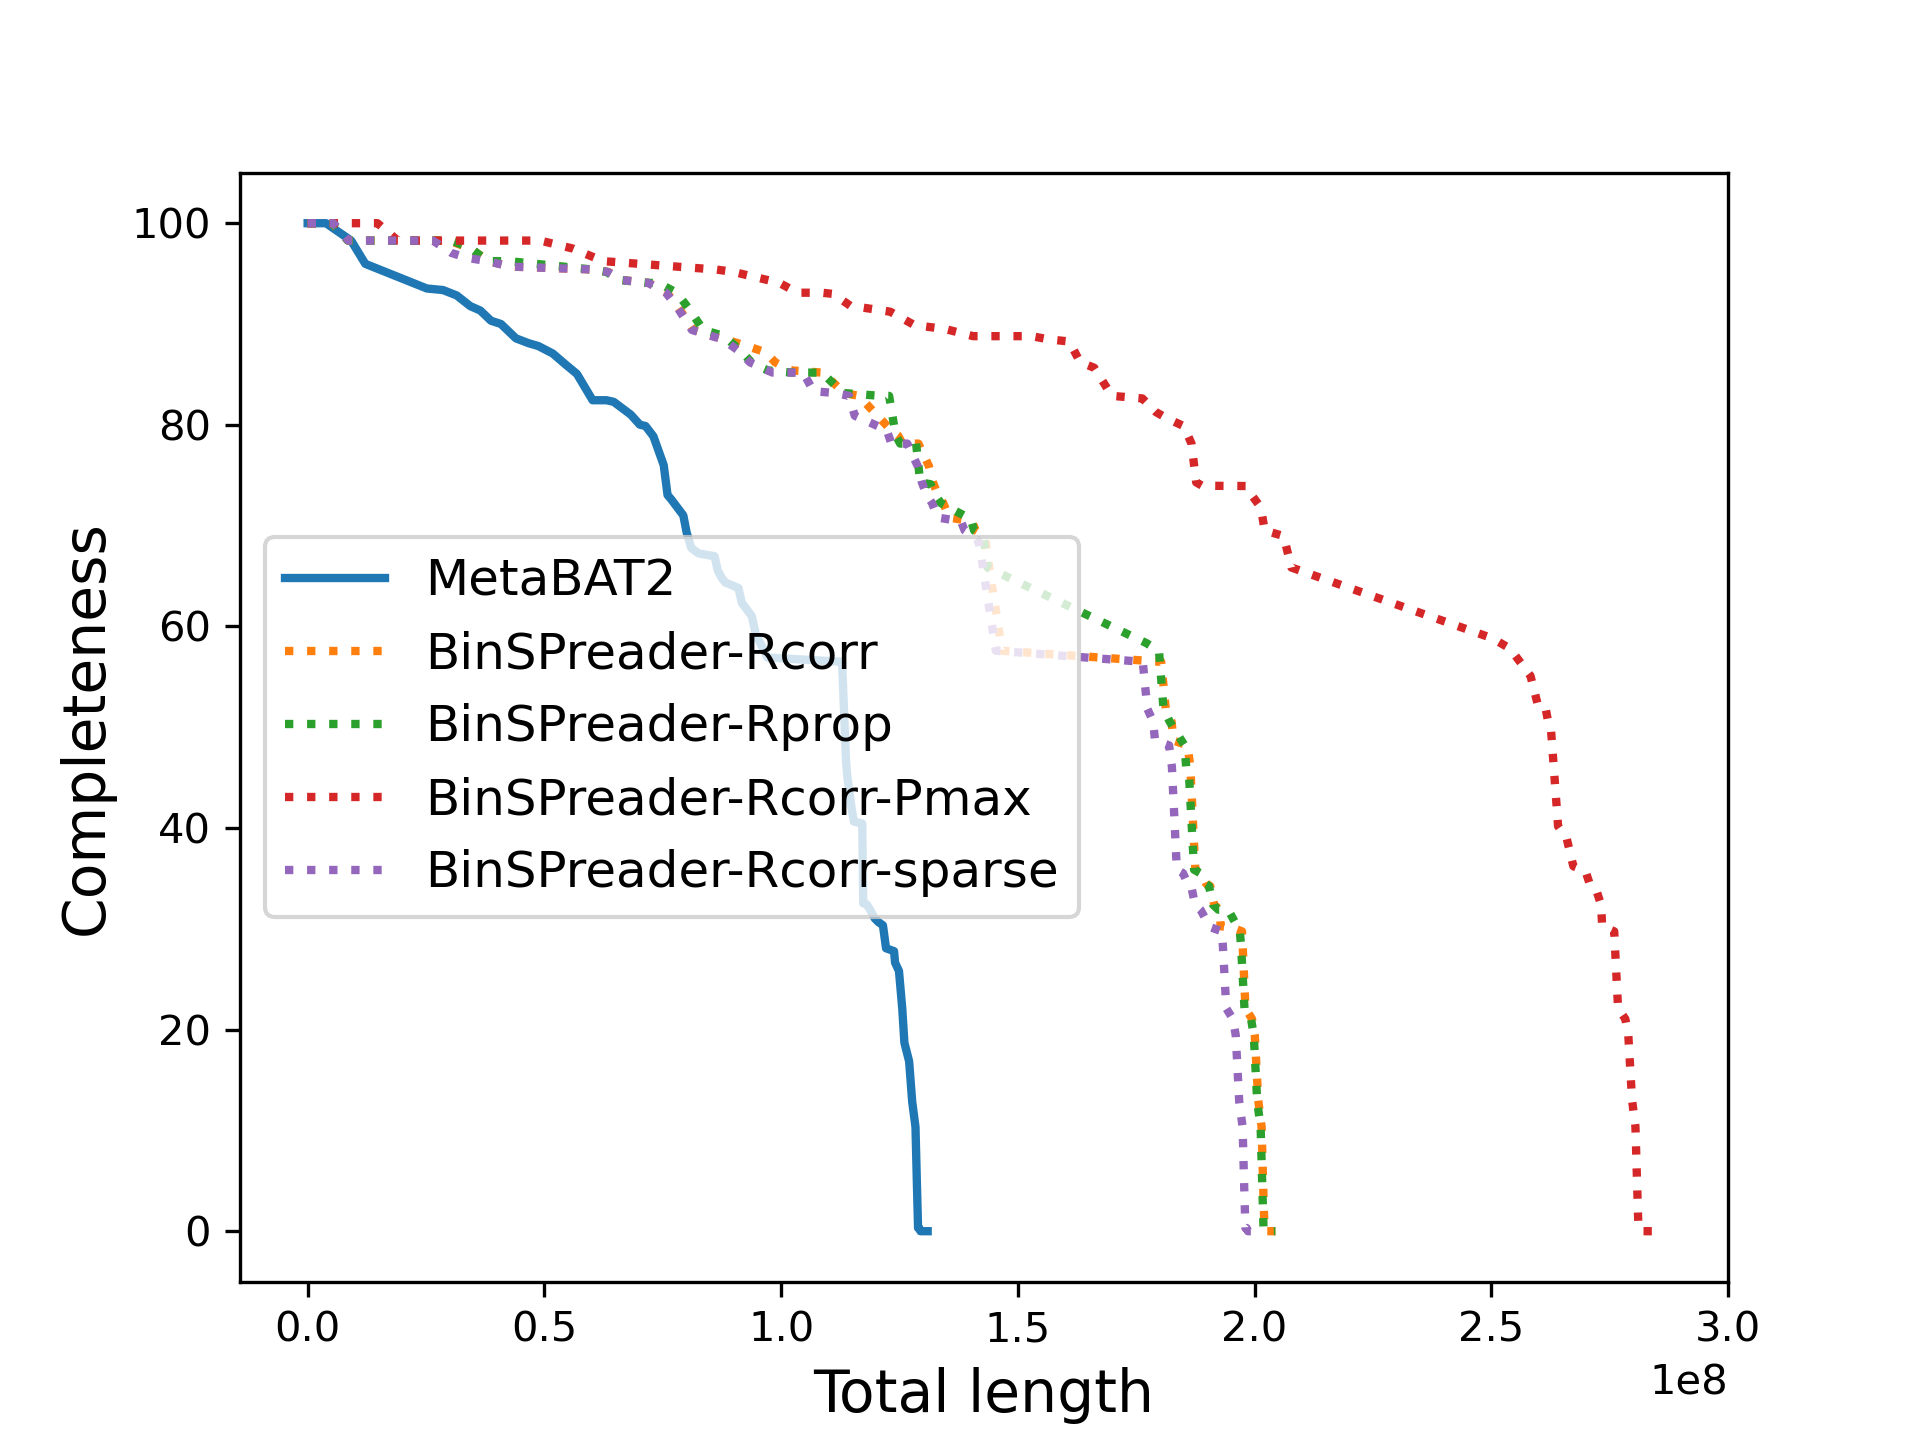 100
80
60
40
20
0
Completeness
MetaBAT2
BinSPreader-Rcorr
BinSPreader-Rprop
BinSPreader-Rcorr-Pmax
BinSPreader-Rcorr-sparse
0.0 0.5 1.0 1.5 2.0 2.5 3.0
1e8
Total length